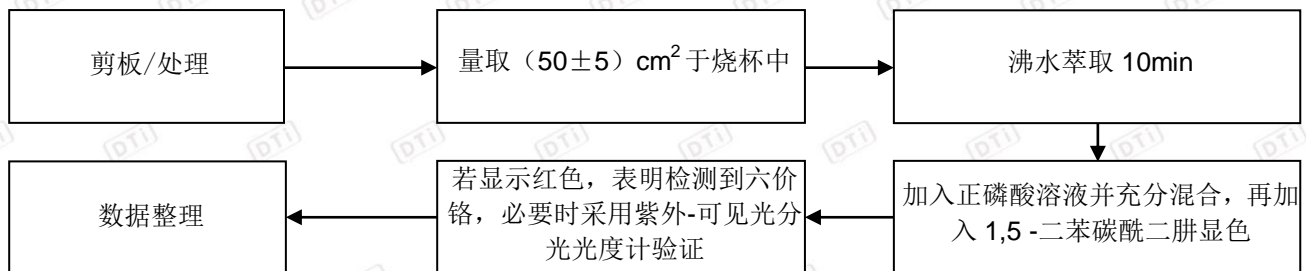 剪板/处理
量取（50±5）cm²于烧杯中
沸水萃取 10min
加入正磷酸溶液并充分混合，再加
入 1,5 -二苯碳酰二肼显色
若显示红色，表明检测到六价
铬，必要时采用紫外-可见光分
光光度计验证
数据整理